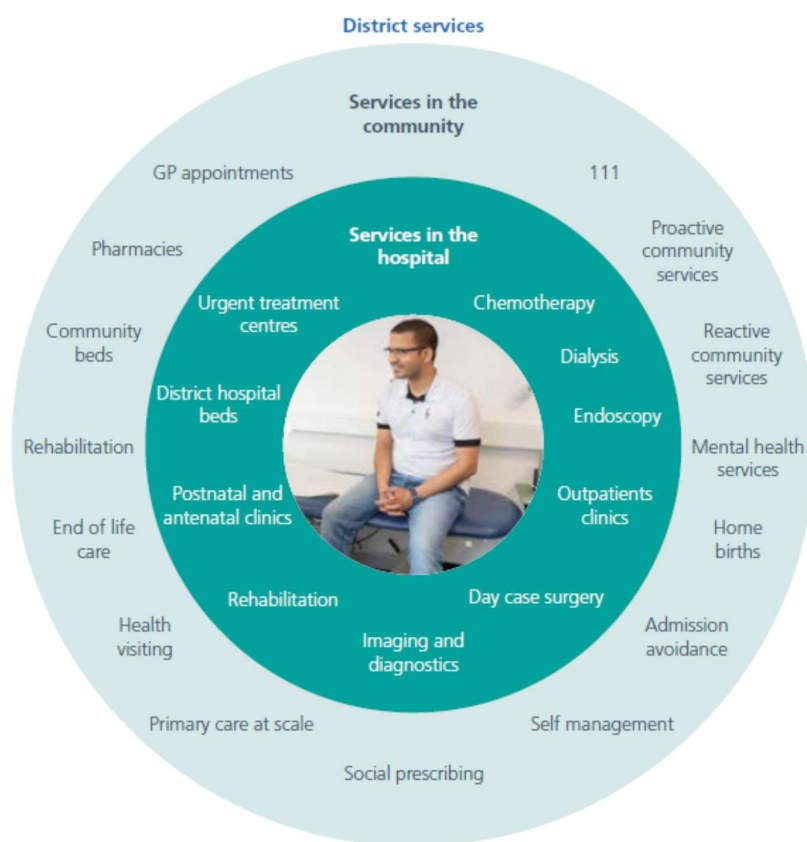 District services
Services in the
community
GP appointments
111
Pharmacies
Proactive
community
services
Community
beds
Reactive
community
services
Rehabilitation
Mental health
services
End of life
care
Home
births
Health
visiting
Admission
avoidance
Primary care at scale
Self management
Social prescribing
Services in the
hospital
Urgent treatment
centres
Chemotherapy
Dialysis
District hospital
beds
Endoscopy
Postnatal and
antenatal clinics
Outpatients
clinics
Rehabilitation
Day case surgery
Imaging and
diagnostics